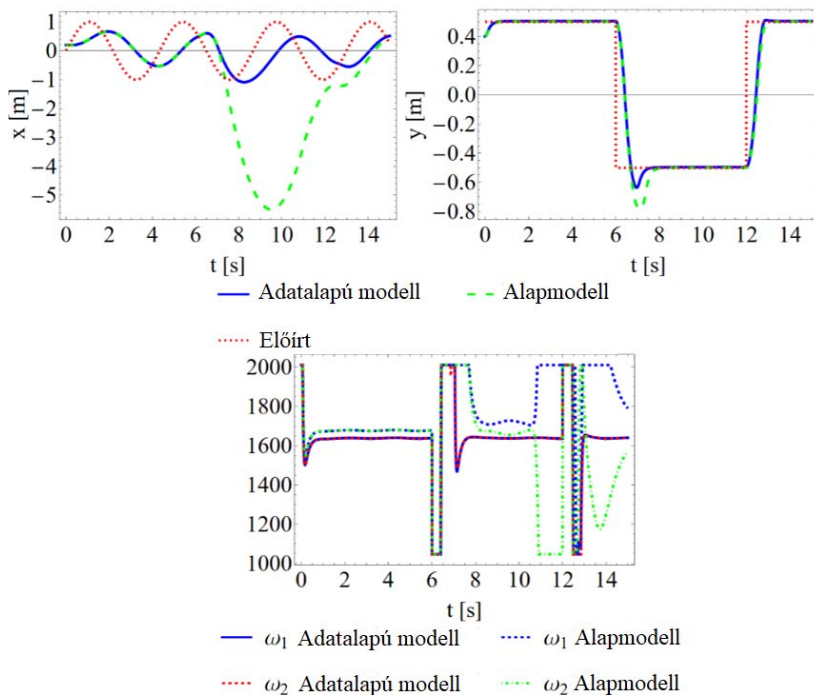 1
0
−1
−2
−3
−4
−5
x [m]
0 2 4 6 8 10 12 14
t [s]
0.4
0.2
0.0
−0.2
−0.4
−0.6
−0.8
y [m]
0 2 4 6 8 10 12 14
t [s]
Adatalapú modell Alapmodell
Előírt
2000
1800
1600
1400
1200
1000
0 2 4 6 8 10 12 14
t [s]
ω1 Adatalapú modell ω1 Alapmodell
ω2 Adatalapú modell ω2 Alapmodell